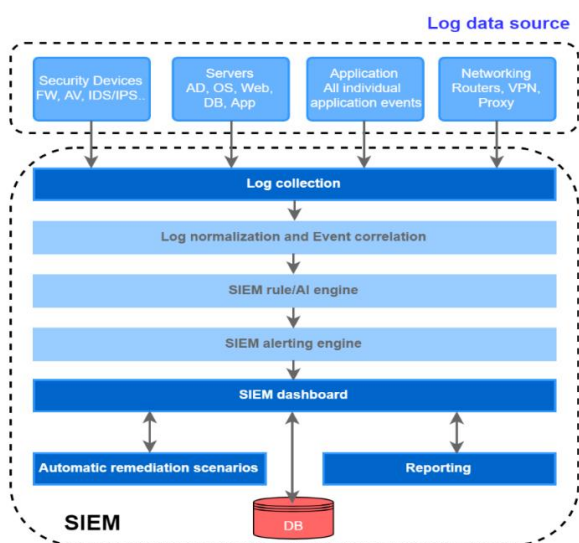 Log data source
Security Devices
FW, AV, IDS/IPS..
Servers
AD, OS, Web,
DB, App
Application
All individual
application events
Networking
Routers, VPN,
Proxy
Log collection
Log normalization and Event correlation
SIEM rule/AI engine
SIEM alerting engine
SIEM dashboard
Automatic remediation scenarios
Reporting
SIEM
DB